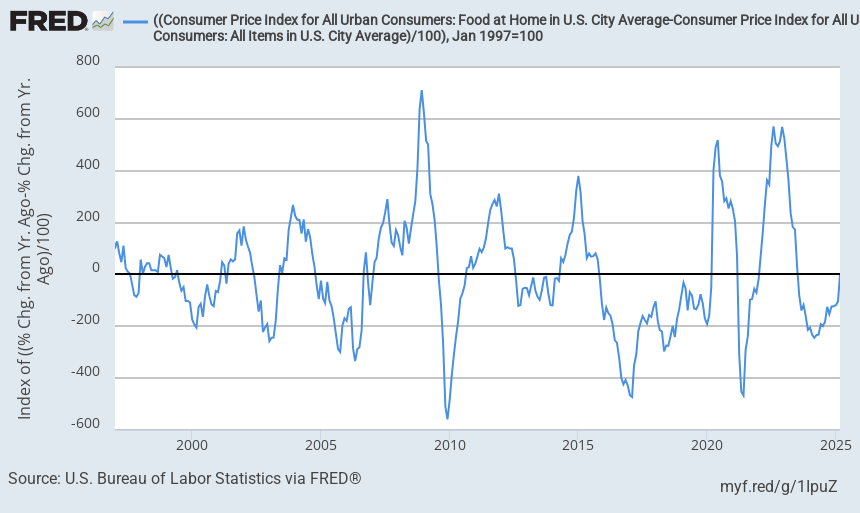 FRED
((Consumer Price Index for All Urban Consumers: Food at Home in U.S. City Average-Consumer Price Index for All U
Consumers: All Items in U.S. City Average)/100), Jan 1997=100
Index of ((% Chg. from Yr. Ago-% Chg. from Yr.
Ago)/100)
800
600
400
200
0
-200
-400
-600
2000
2005
2010
2015
2020
2025
Source: U.S. Bureau of Labor Statistics via FRED®
myf.red/g/1IpuZ